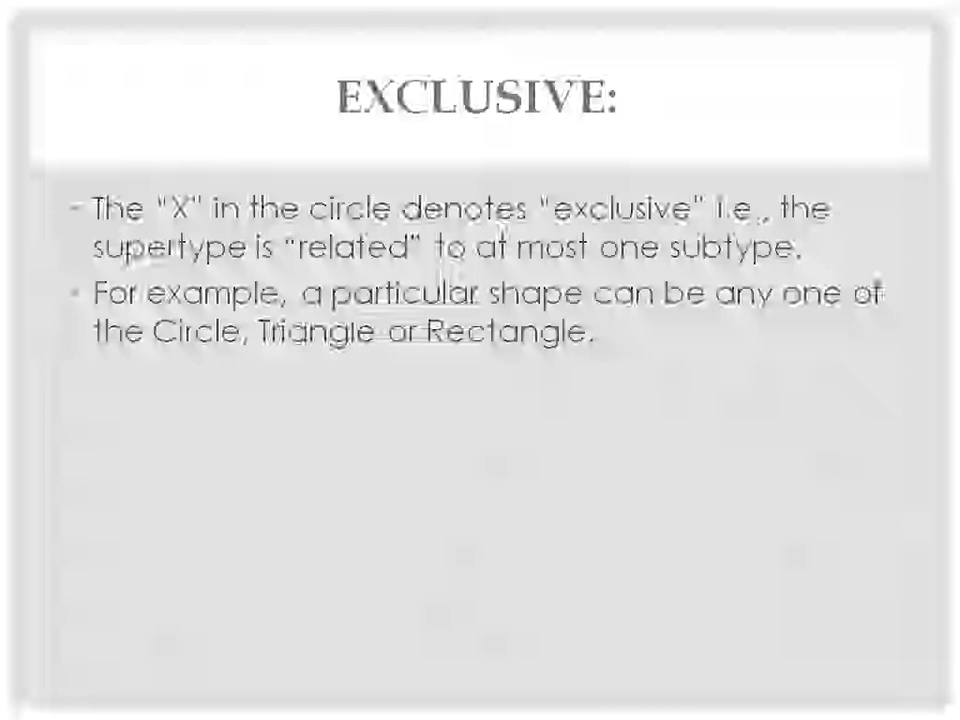 EXCLUSIVE:
- The "X" in the circle denotes "exclusive" i.e., the
supertype is "related" to at most one subtype.
- For example, a particular shape can be any one of
the Circle, Triangle or Rectangle.